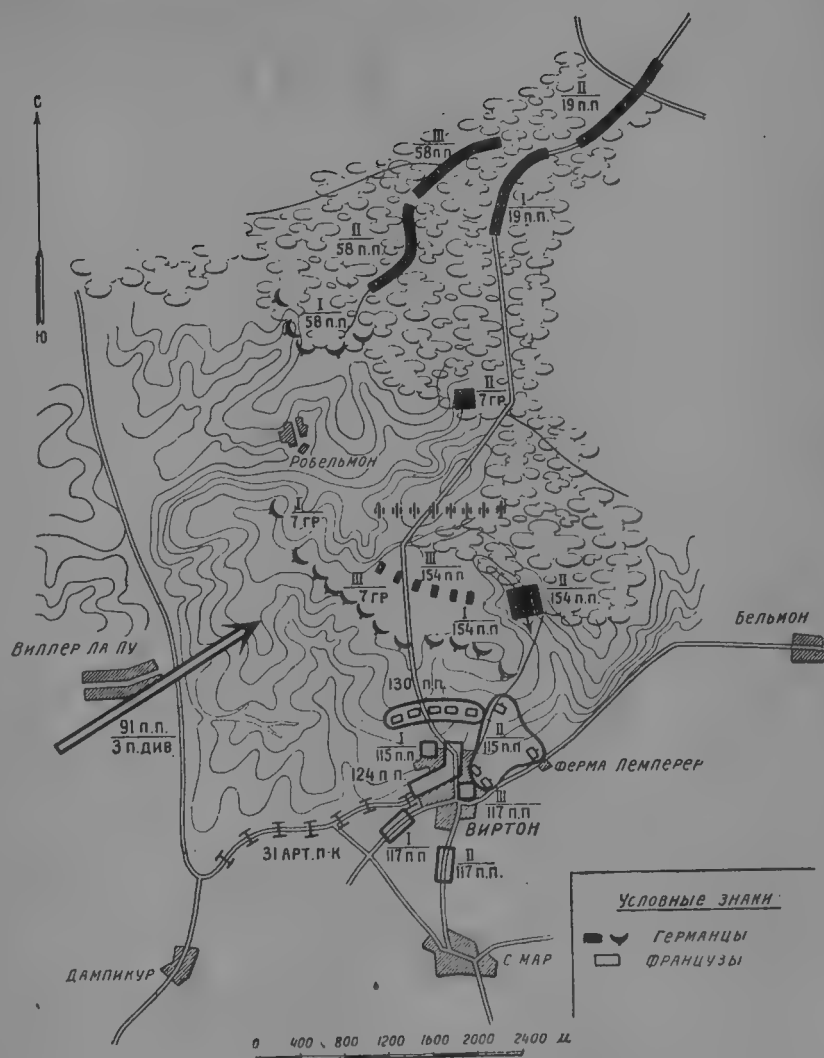 II
19 п.п
С
III
58 п.п
I
19 п.п.
II
58 п.п.
I
58 п.п.
Ю
II
7 гр
Робельмон
I
7 гр
III
154 п.п
III
7 гр
II
154 п.п.
I
154 п.п
Бельмон
Виллер ла лу
130 п.п.
91 п.п.
3 п.див
I
115 п.п
II
115 п.п
124 п п.
Ферма Лемперер
III
117 п.п
Виртон
31 АРТ. П-К
I
117 пп
II
117 п.п.
Условные знаки:
Германцы
Французы
С мар
Дампикур
0 400 800 1200 1600 2000 2400 м